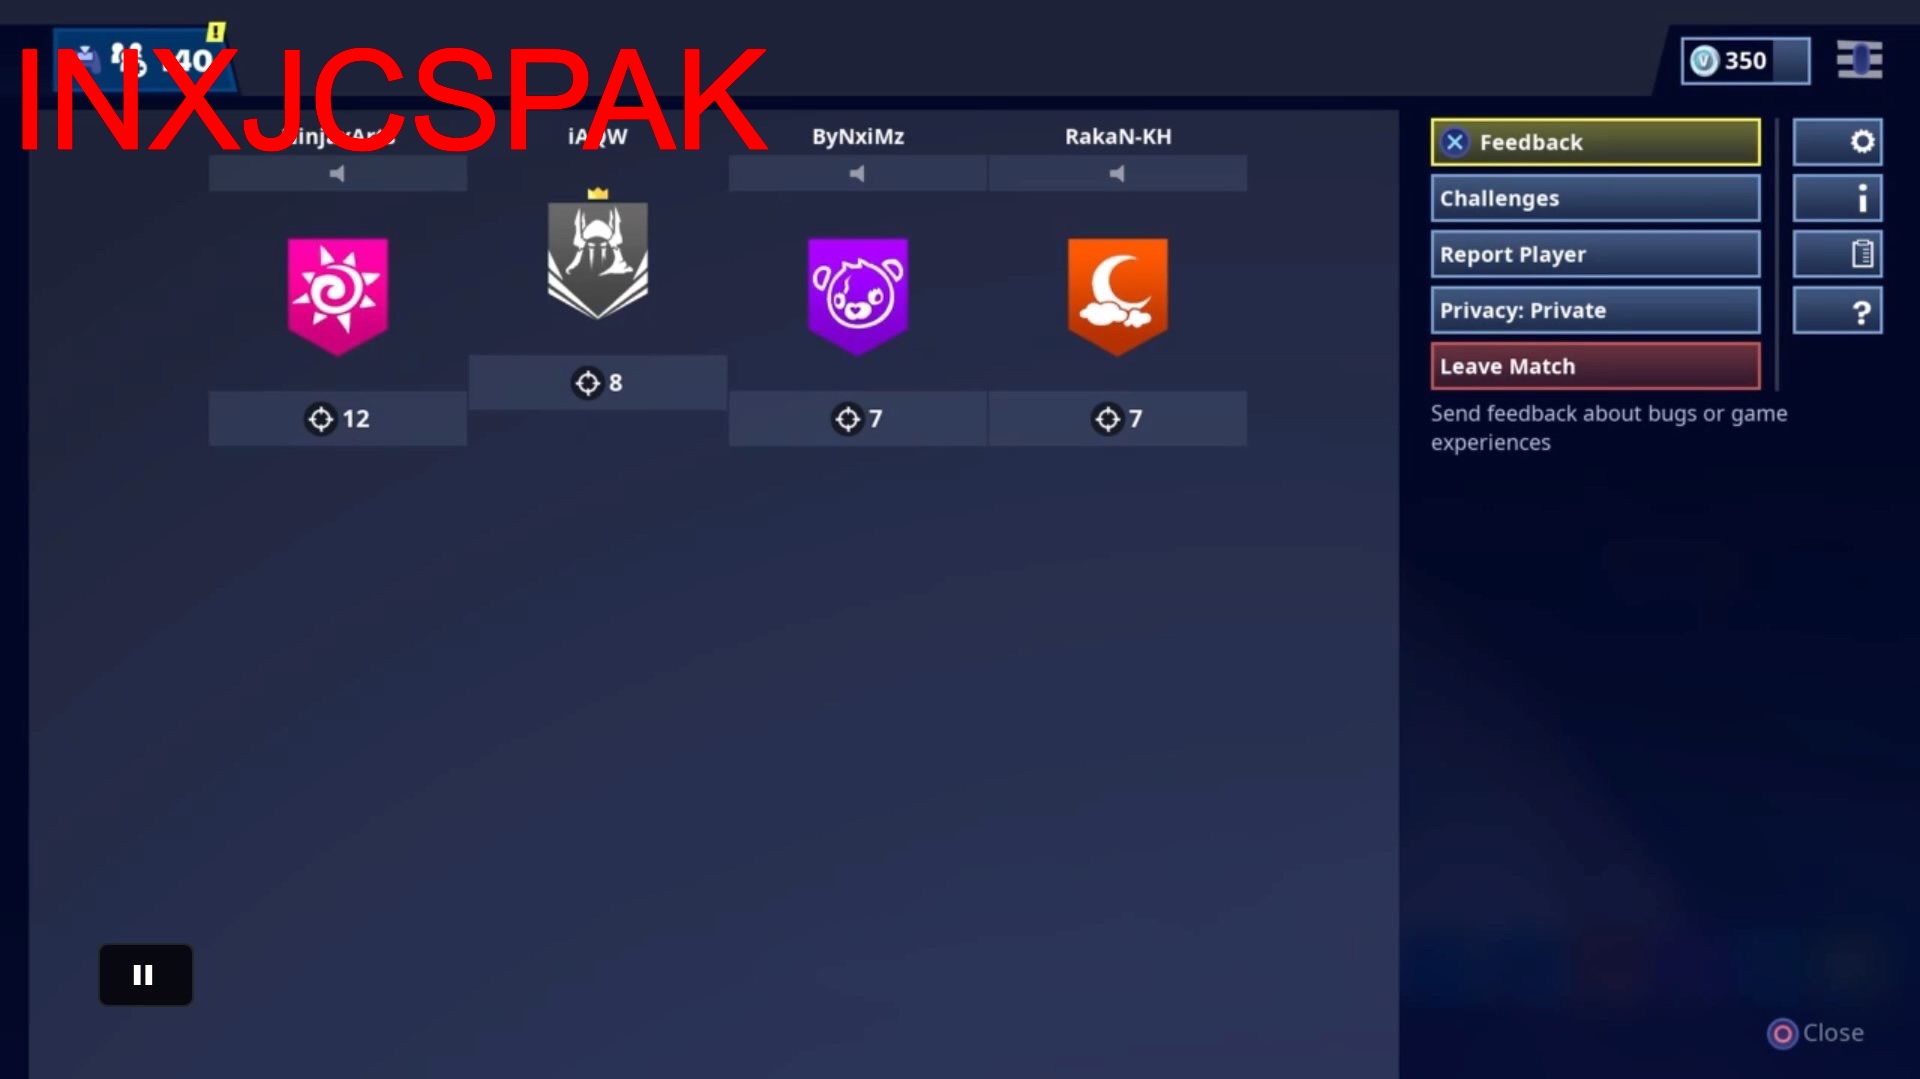 INXJCSPAK
350
iAQW
ByNxiMz
RakaN-KH
12
8
7
7
Feedback
Challenges
Report Player
Privacy: Private
Leave Match
Send feedback about bugs or game
experiences
Close